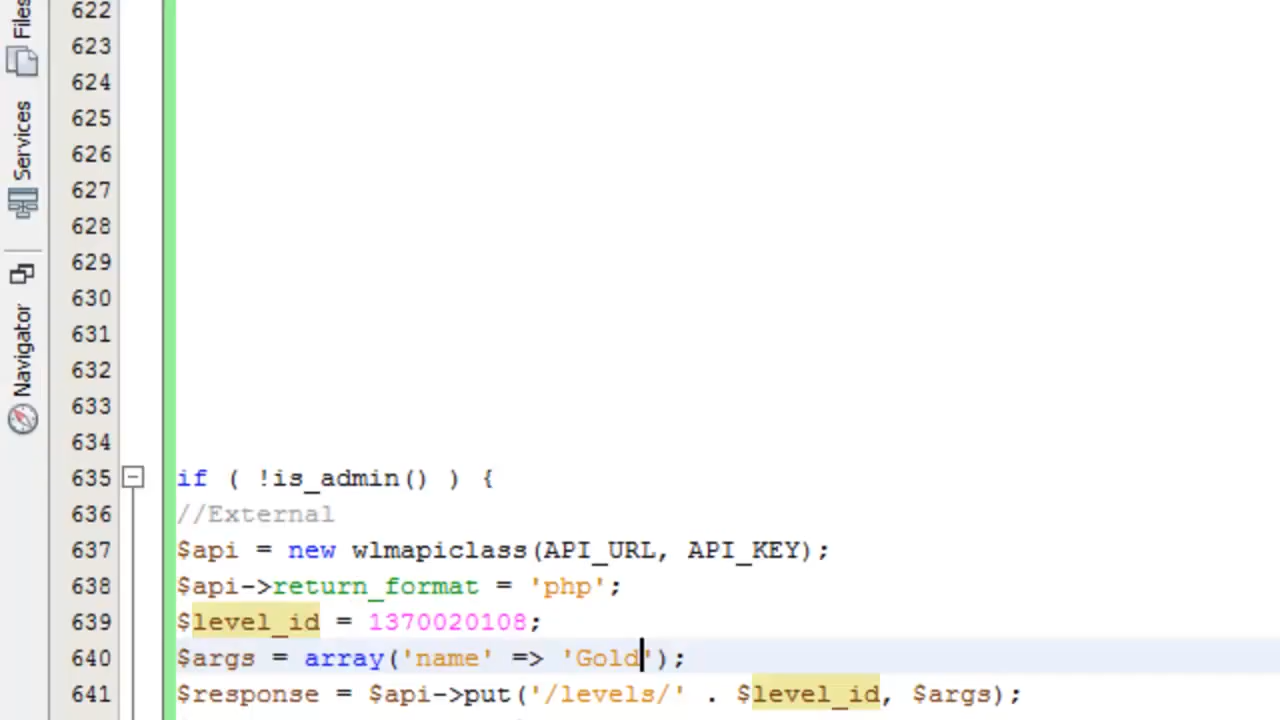 Files
Services
Navigator
622
623
624
625
626
627
628
629
630
631
632
633
634
635 if ( !is_admin() ) {
636 //External
637 $api = new wlmapiclass(API_URL, API_KEY);
638 $api->return_format = 'php';
639 $level_id = 1370020108;
640 $args = array('name' => 'Gold');
641 $response = $api->put('/levels/' . $level_id, $args);